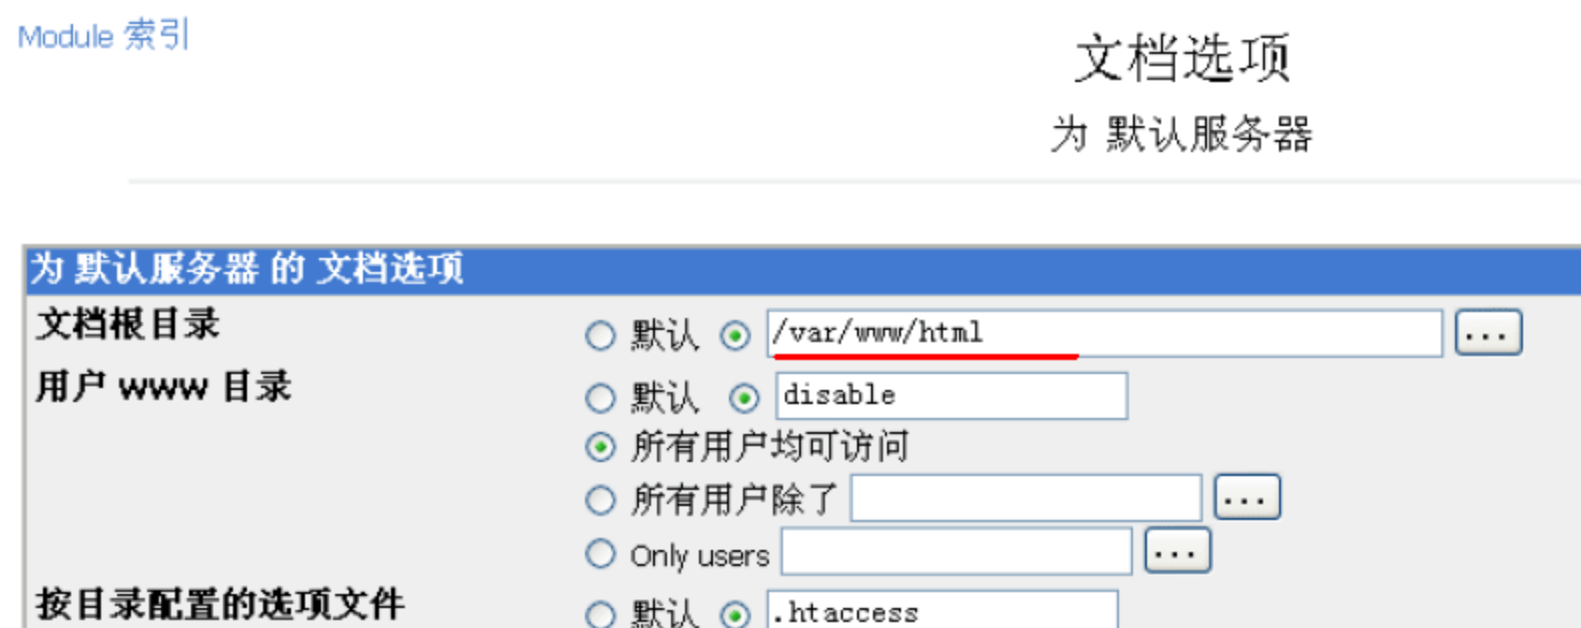 Module 索引
文档选项
为 默认服务器
为 默认服务器 的 文档选项
文档根目录 默认 /var/www/html ...
用户 www 目录 默认 disable
所有用户均可访问
所有用户除了 ...
Only users ...
按目录配置的选项文件 默认 .htaccess